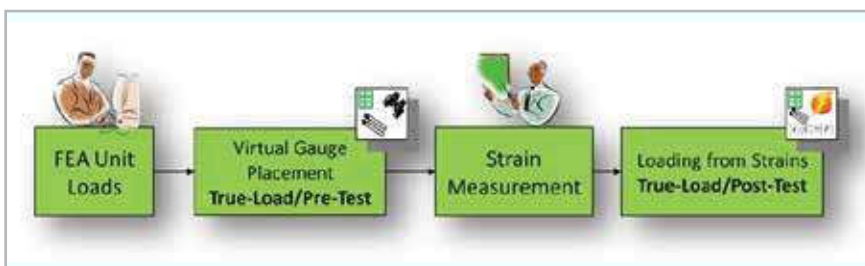 FEA Unit
Loads
Virtual Gauge
Placement
True-Load/Pre-Test
Strain
Measurement
Loading from Strains
True-Load/Post-Test